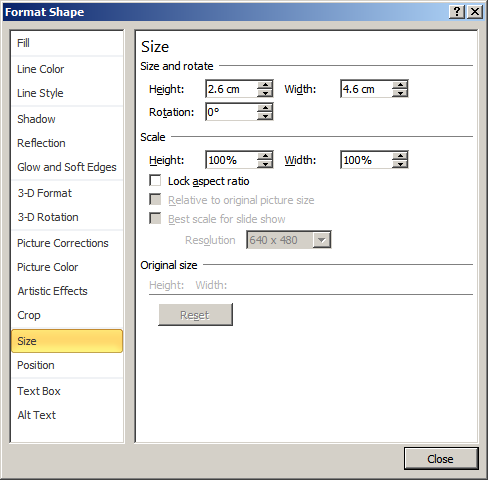 Format Shape
Fill
Line Color
Line Style
Shadow
Reflection
Glow and Soft Edges
3-D Format
3-D Rotation
Picture Corrections
Picture Color
Artistic Effects
Crop
Size
Position
Text Box
Alt Text
Size
Size and rotate
Height: 2.6 cm Width: 4.6 cm
Rotation: 0°
Scale
Height: 100% Width: 100%
Lock aspect ratio
Relative to original picture size
Best scale for slide show
Resolution 640 x 480
Original size
Height: Width:
Reset
Close